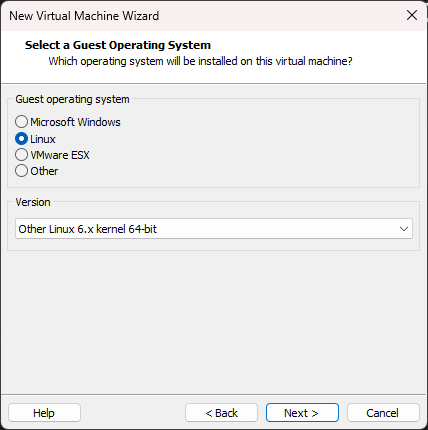 New Virtual Machine Wizard
Select a Guest Operating System
Which operating system will be installed on this virtual machine?
Guest operating system
Microsoft Windows
Linux
VMware ESX
Other
Version
Other Linux 6.x kernel 64-bit
Help
< Back
Next >
Cancel